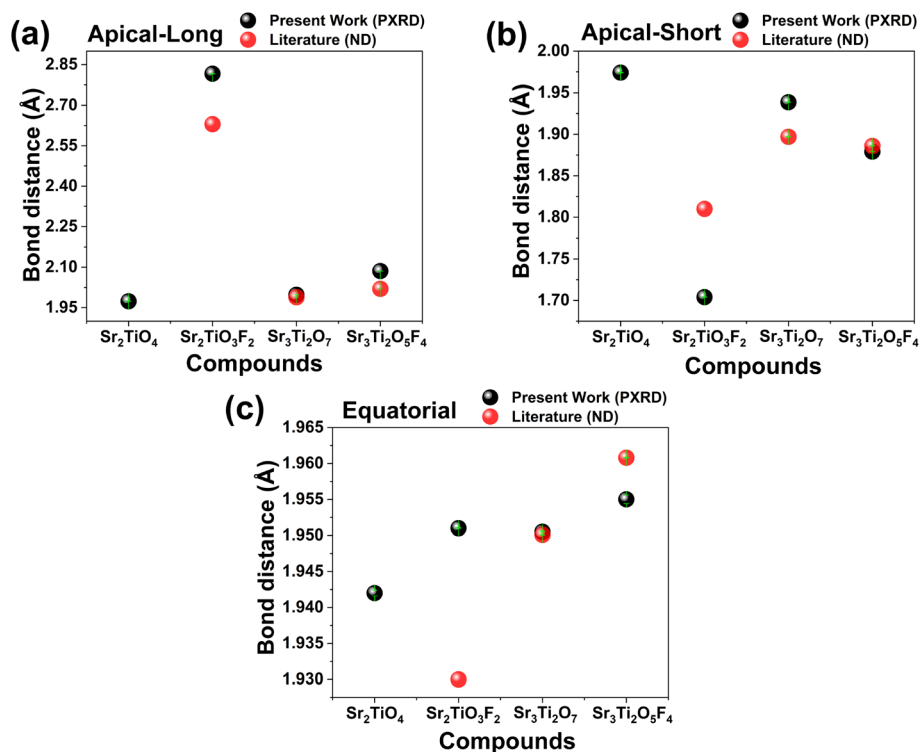 (a)
Apical-Long
Present Work (PXRD)
Literature (ND)
Bond distance (Å)
2.85
2.70
2.55
2.40
2.25
2.10
1.95
Sr₂TiO₄
Sr₂TiO₃F₂
Sr₃Ti₂O₇
Sr₃Ti₂O₅F₄
Compounds
(b)
Apical-Short
Present Work (PXRD)
Literature (ND)
Bond distance (Å)
2.00
1.95
1.90
1.85
1.80
1.75
1.70
Sr₂TiO₄
Sr₂TiO₃F₂
Sr₃Ti₂O₇
Sr₃Ti₂O₅F₄
Compounds
(c)
Equatorial
Present Work (PXRD)
Literature (ND)
Bond distance (Å)
1.965
1.960
1.955
1.950
1.945
1.940
1.935
1.930
Sr₂TiO₄
Sr₂TiO₃F₂
Sr₃Ti₂O₇
Sr₃Ti₂O₅F₄
Compounds